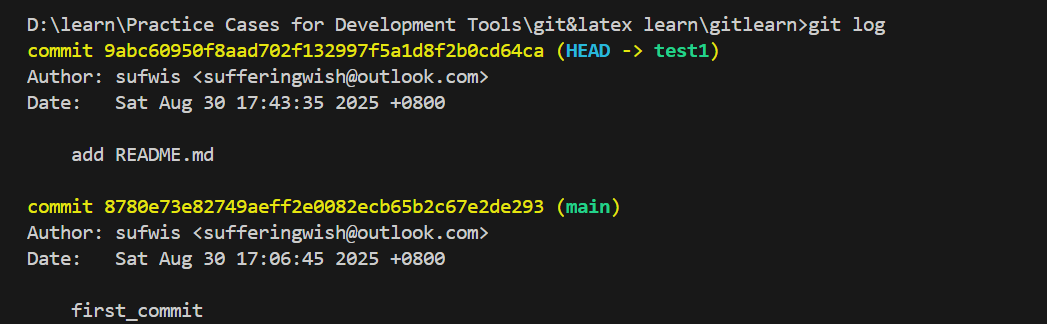 D:\learn\Practice Cases for Development Tools\git&latex learn\gitlearn>git log
commit 9abc60950f8aad702f132997f5a1d8f2b0cd64ca (HEAD -> test1)
Author: sufwis <sufferingwish@outlook.com>
Date:   Sat Aug 30 17:43:35 2025 +0800
    add README.md
commit 8780e73e82749aeff2e0082ecb65b2c67e2de293 (main)
Author: sufwis <sufferingwish@outlook.com>
Date:   Sat Aug 30 17:06:45 2025 +0800
    first_commit